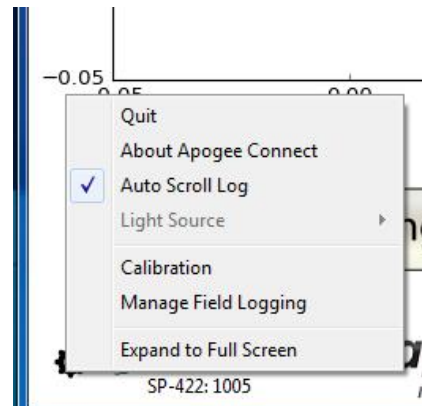 −0.05
Quit
About Apogee Connect
Auto Scroll Log
Light Source
Calibration
Manage Field Logging
Expand to Full Screen
SP-422: 1005